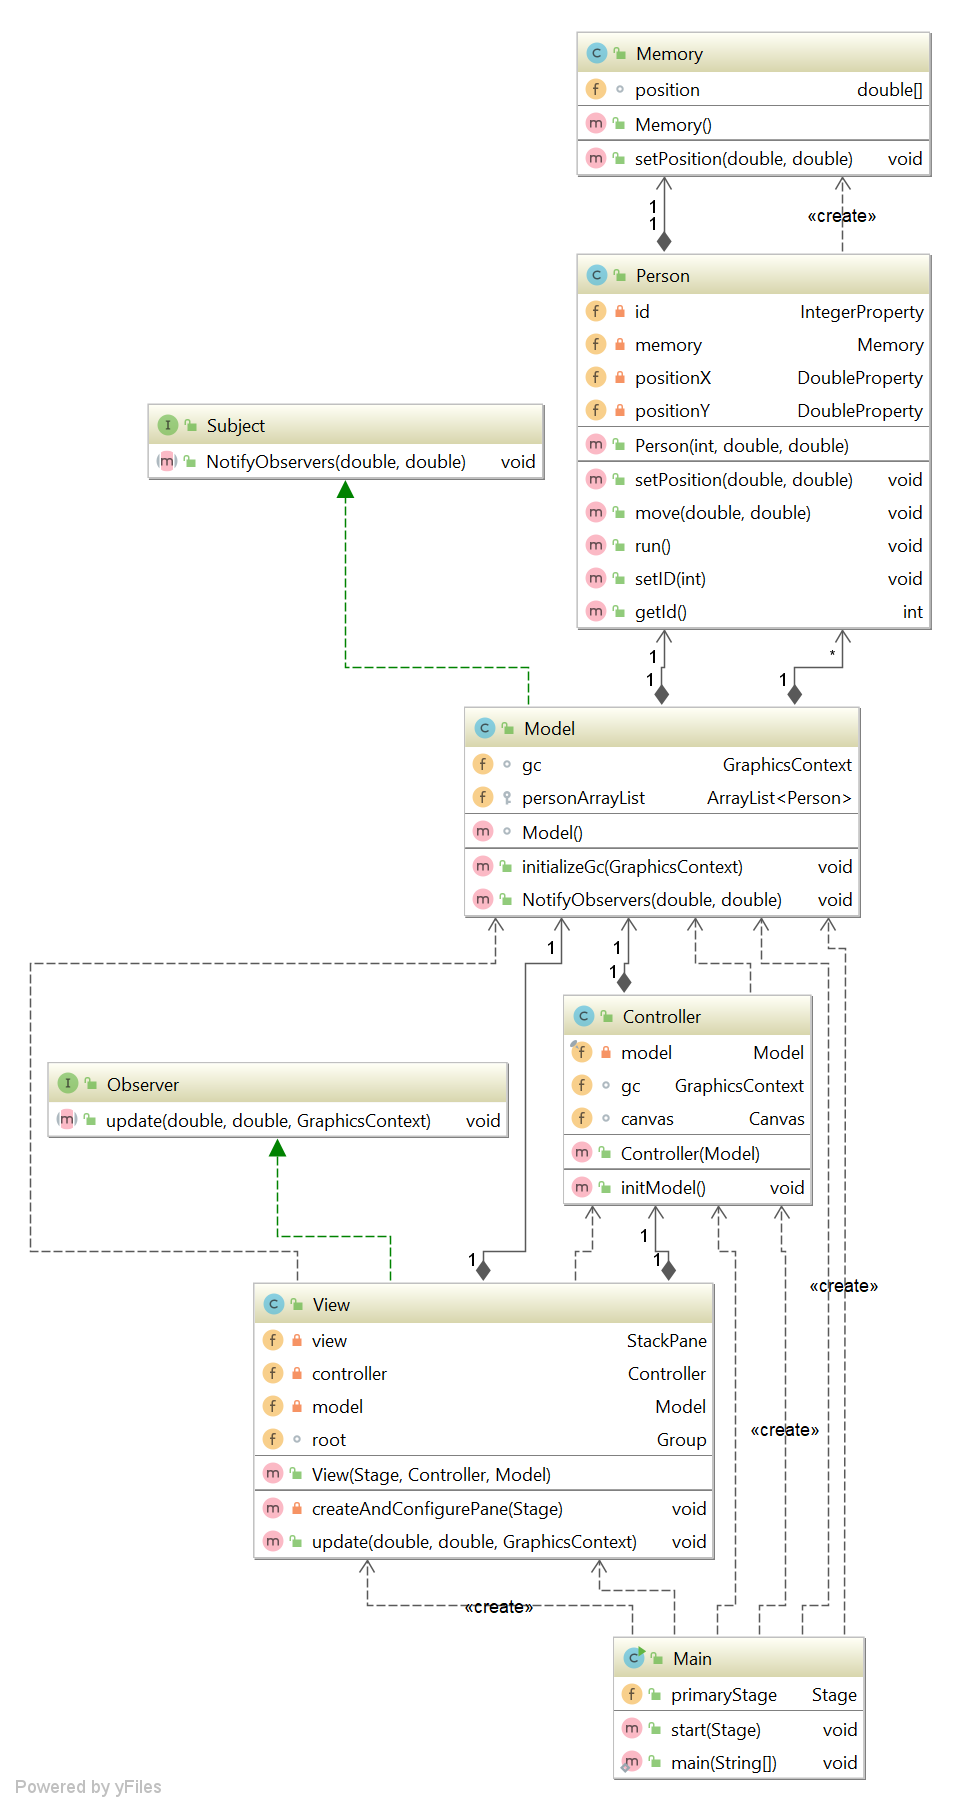 Memory
position double[]
Memory()
setPosition(double, double) void
1
1
«create»
Person
id IntegerProperty
memory Memory
positionX DoubleProperty
positionY DoubleProperty
Person(int, double, double)
setPosition(double, double) void
move(double, double) void
run() void
setID(int) void
getId() int
Subject
NotifyObservers(double, double) void
1 *
1 1
Model
gc GraphicsContext
personArrayList ArrayList<Person>
Model()
initializeGc(GraphicsContext) void
NotifyObservers(double, double) void
1 1
1
Controller
model Model
gc GraphicsContext
canvas Canvas
Controller(Model)
initModel() void
Observer
update(double, double, GraphicsContext) void
1
1 1
«create»
View
view StackPane
controller Controller
model Model
root Group
View(Stage, Controller, Model)
createAndConfigurePane(Stage) void
update(double, double, GraphicsContext) void
«create»
«create»
Main
primaryStage Stage
start(Stage) void
main(String[]) void
Powered by yFiles